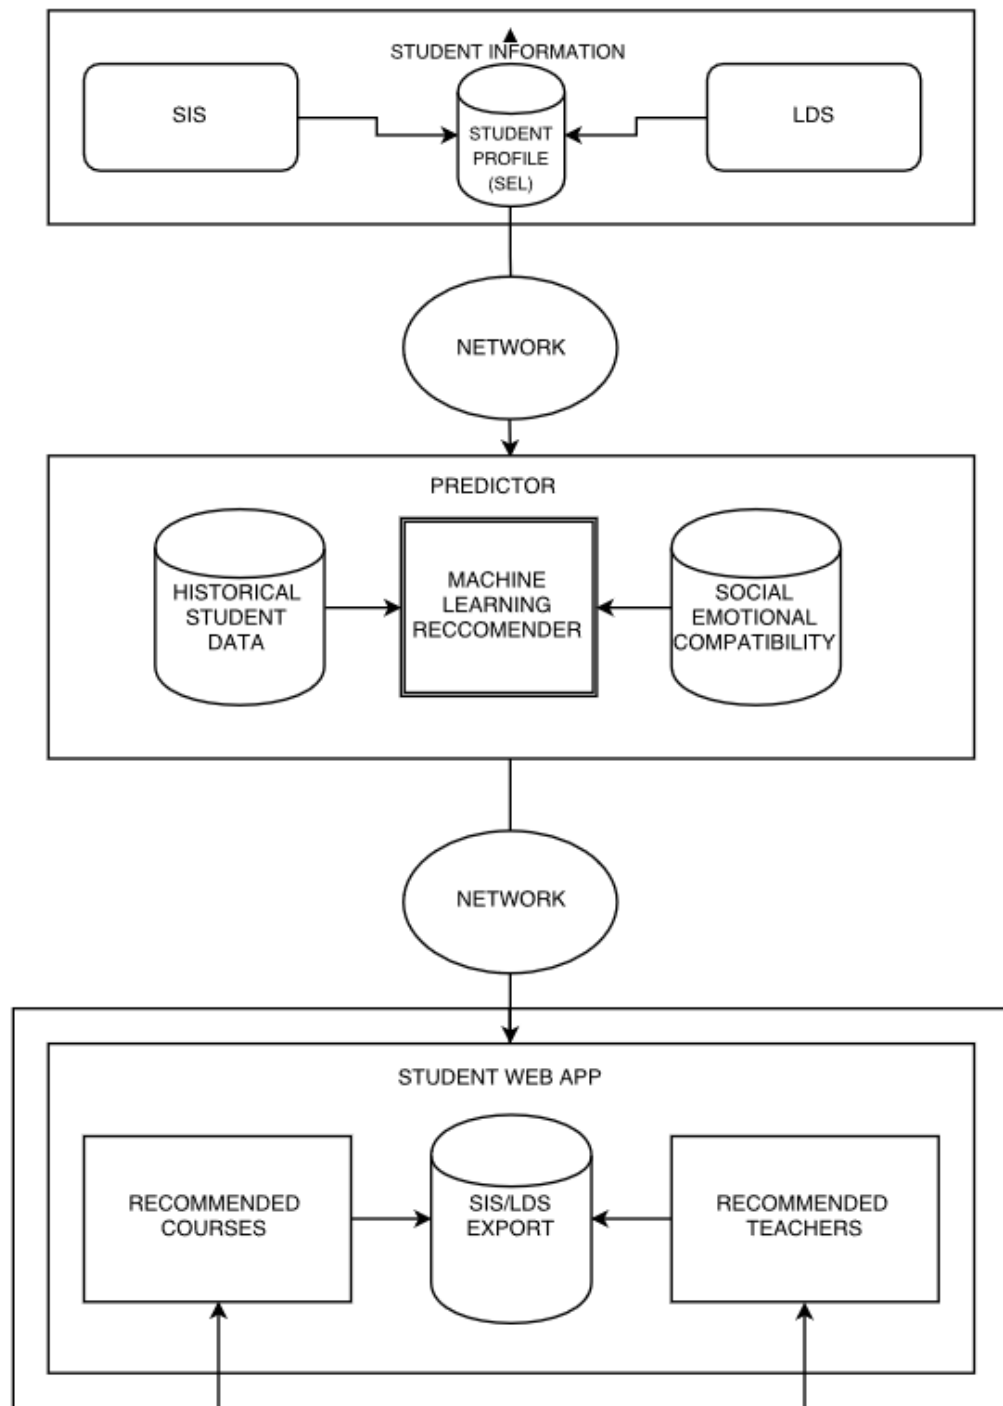 STUDENT INFORMATION
SIS
STUDENT
PROFILE
(SEL)
LDS
NETWORK
PREDICTOR
HISTORICAL
STUDENT
DATA
MACHINE
LEARNING
RECCOMENDER
SOCIAL
EMOTIONAL
COMPATIBILITY
NETWORK
STUDENT WEB APP
RECOMMENDED
COURSES
SIS/LDS
EXPORT
RECOMMENDED
TEACHERS